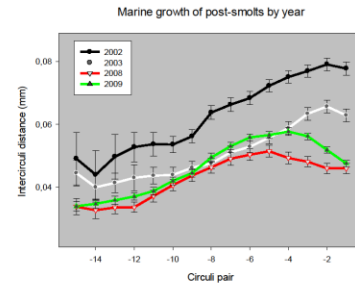 Marine growth of post-smolts by year
2002
2003
2008
2009
0,08
0,06
0,04
Intercirculi distance (mm)
-14 -12 -10 -8 -6 -4 -2
Circuli pair